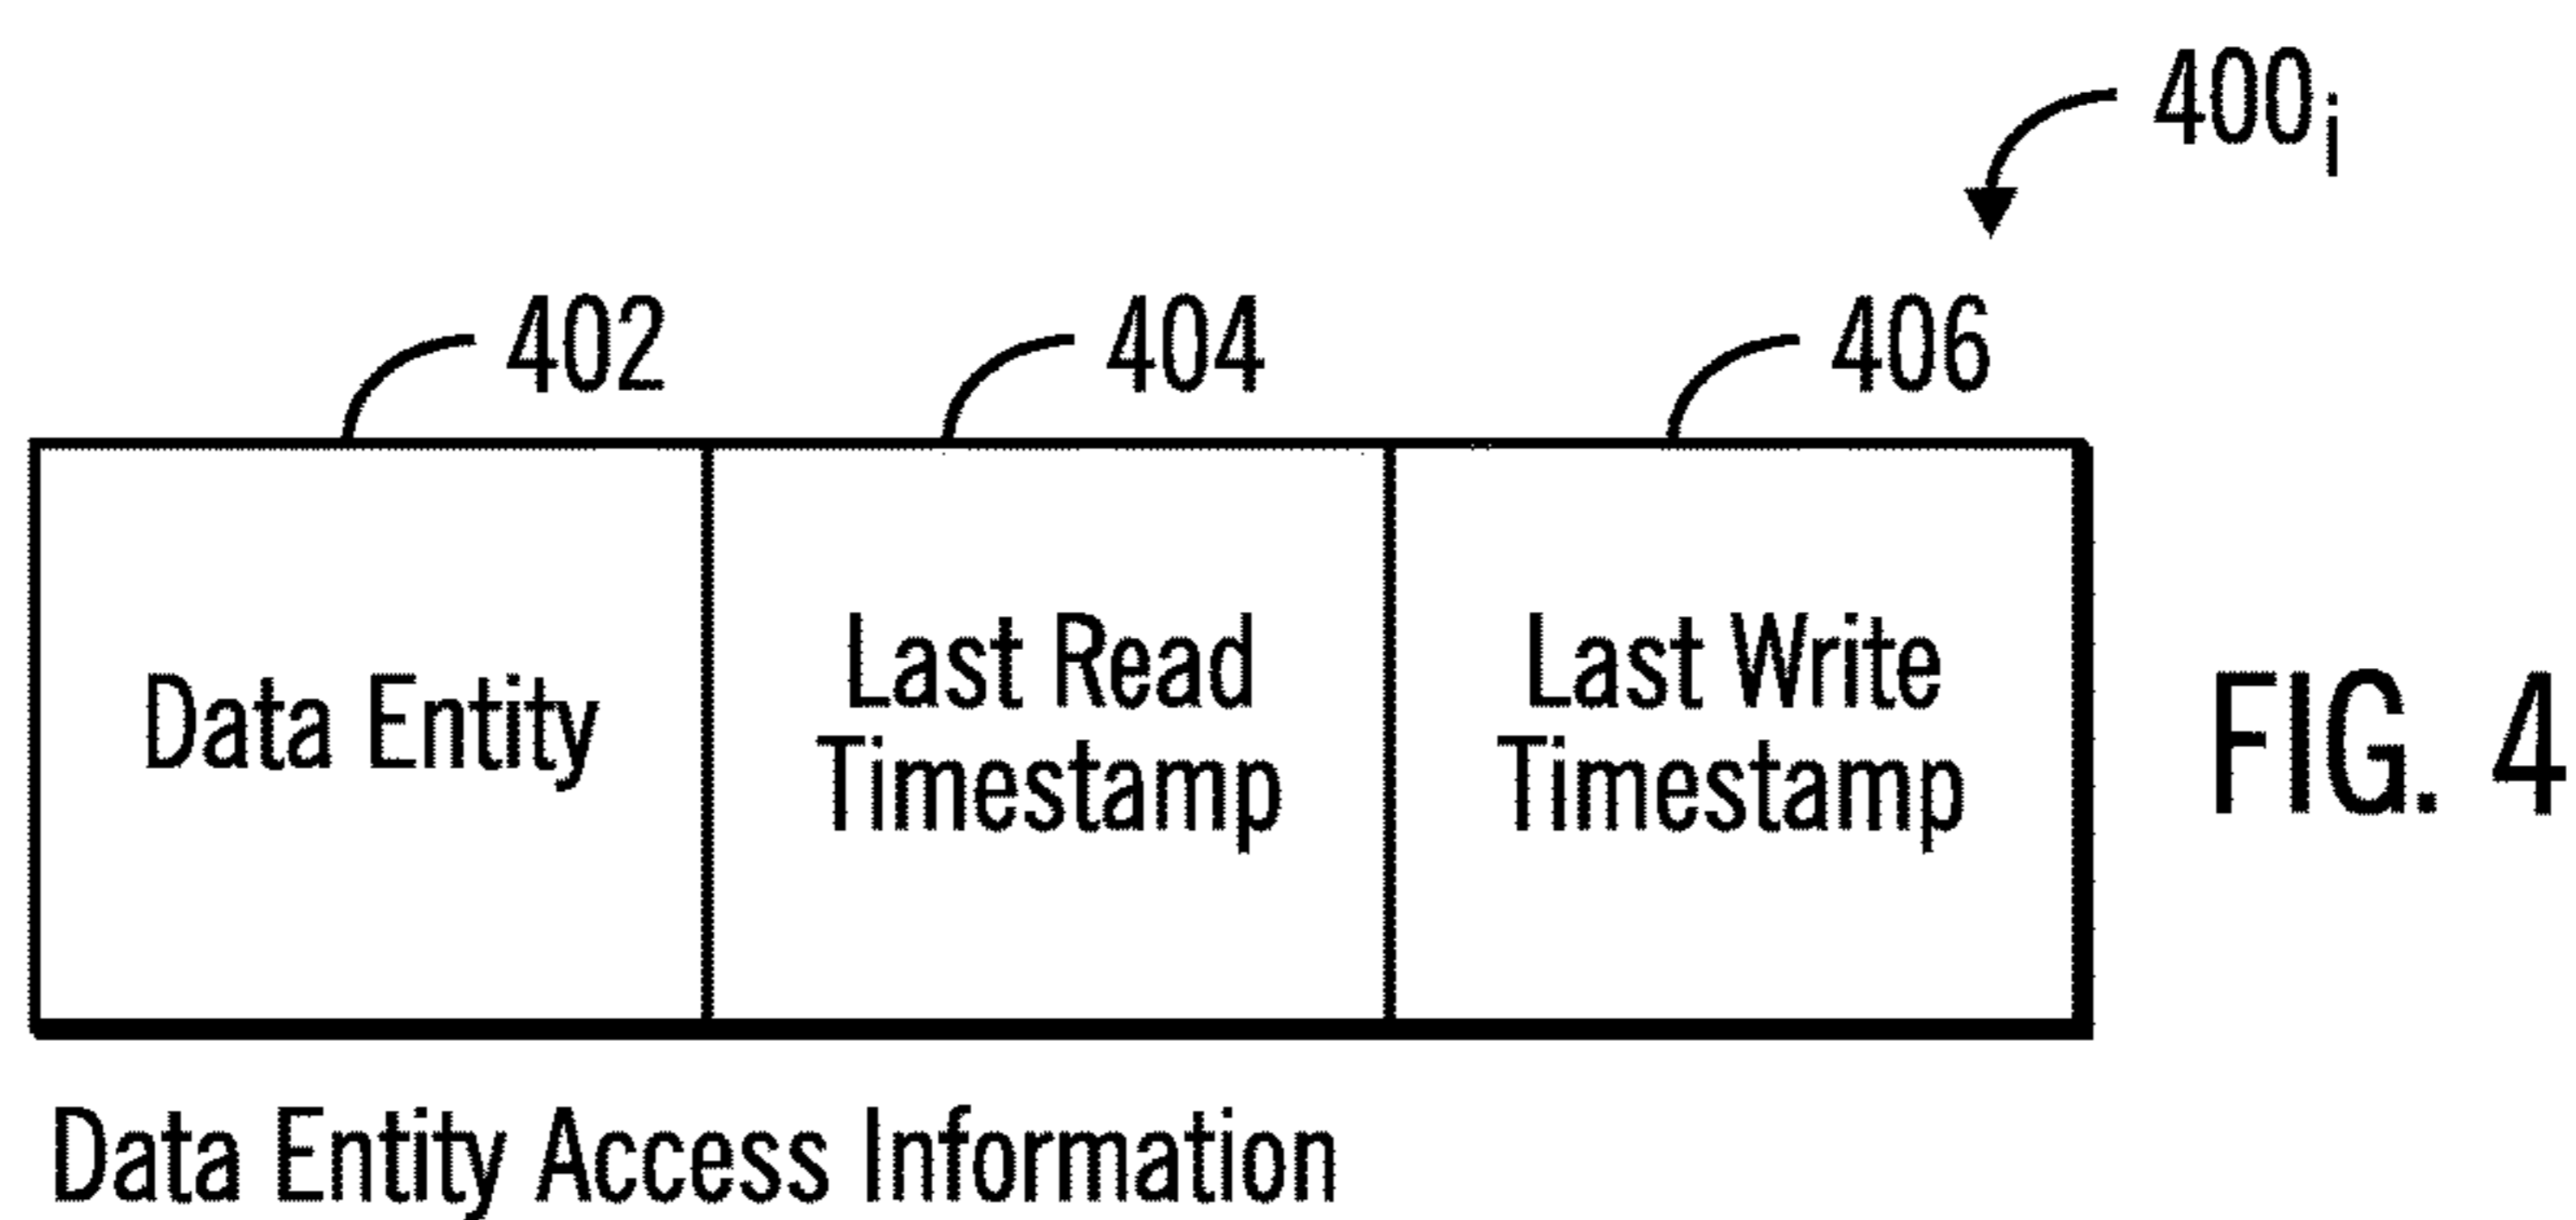 400i
402
404
406
Data Entity
Last Read
Timestamp
Last Write
Timestamp
FIG. 4
Data Entity Access Information